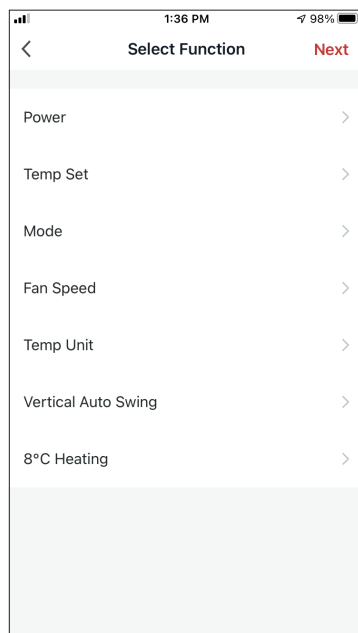 1:36 PM
98%
Select Function
Next
Power
Temp Set
Mode
Fan Speed
Temp Unit
Vertical Auto Swing
8°C Heating